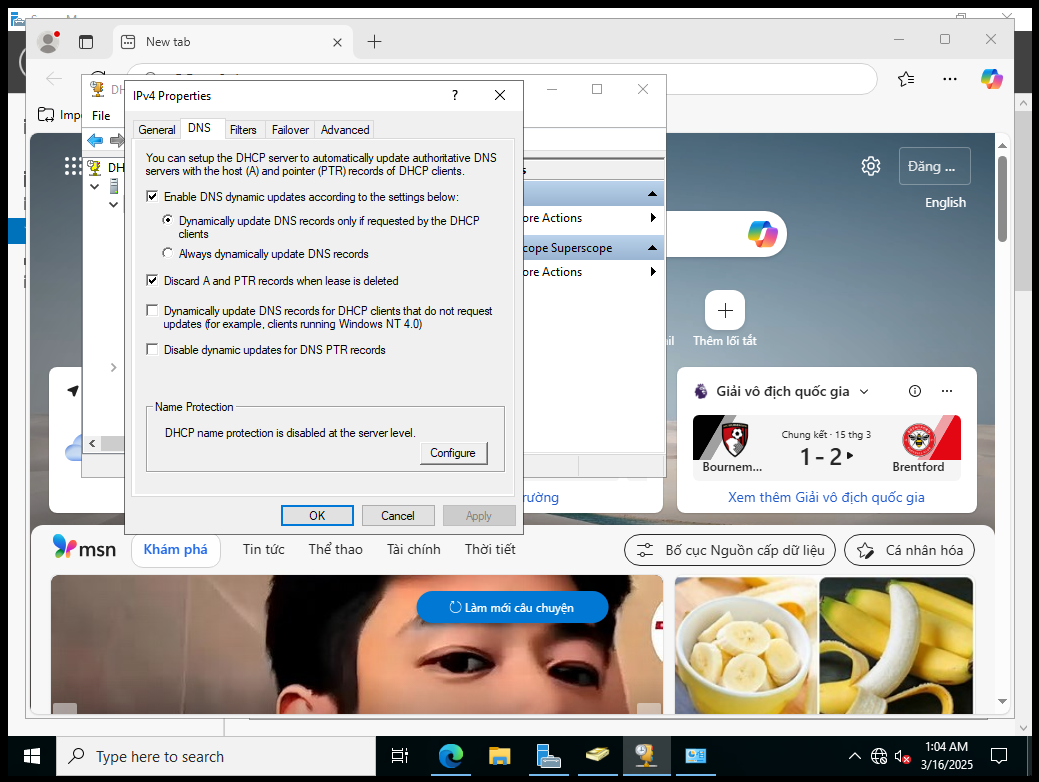 New tab
Imp
DH
File
IPv4 Properties
?
General
DNS
Filters
Failover
Advanced
You can setup the DHCP server to automatically update authoritative DNS
servers with the host (A) and pointer (PTR) records of DHCP clients.
Enable DNS dynamic updates according to the settings below:
Dynamically update DNS records only if requested by the DHCP
clients
Always dynamically update DNS records
Discard A and PTR records when lease is deleted
Dynamically update DNS records for DHCP clients that do not request
updates (for example, clients running Windows NT 4.0)
Disable dynamic updates for DNS PTR records
Name Protection
DHCP name protection is disabled at the server level.
Configure
OK
Cancel
Apply
DH
s
ore Actions
cope Superscope
ore Actions
Đăng ...
English
il
Thêm lối tắt
Giải vô địch quốc gia
Chung kết · 15 thg 3
1 - 2
Bournem...
Brentford
Xem thêm Giải vô địch quốc gia
rường
msn
Khám phá
Tin tức
Thể thao
Tài chính
Thời tiết
Bố cục Nguồn cấp dữ liệu
Cá nhân hóa
Làm mới câu chuyện
Type here to search
1:04 AM
3/16/2025